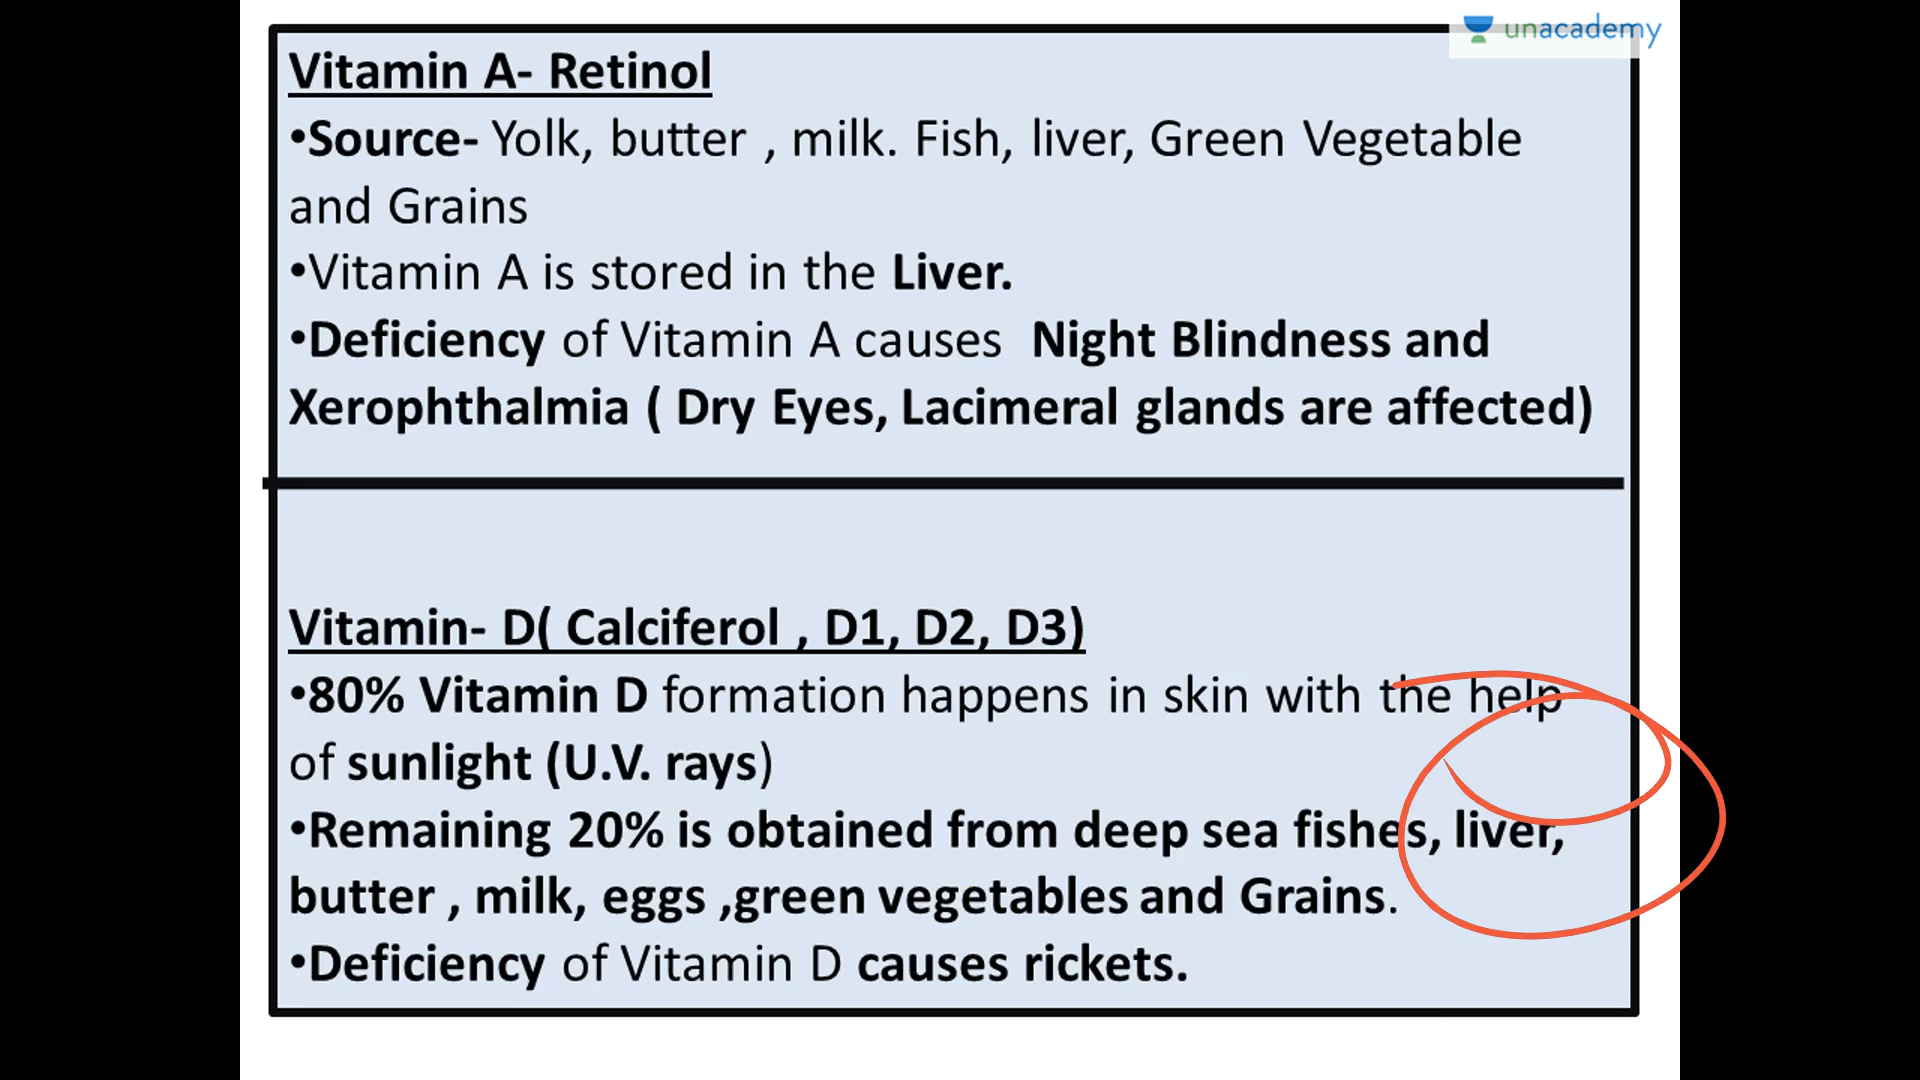 unacademy
Vitamin A- Retinol
•Source- Yolk, butter , milk. Fish, liver, Green Vegetable
and Grains
•Vitamin A is stored in the Liver.
•Deficiency of Vitamin A causes Night Blindness and
Xerophthalmia ( Dry Eyes, Lacimeral glands are affected)
Vitamin- D( Calciferol , D1, D2, D3)
•80% Vitamin D formation happens in skin with the help
of sunlight (U.V. rays)
•Remaining 20% is obtained from deep sea fishes, liver,
butter , milk, eggs ,green vegetables and Grains.
•Deficiency of Vitamin D causes rickets.